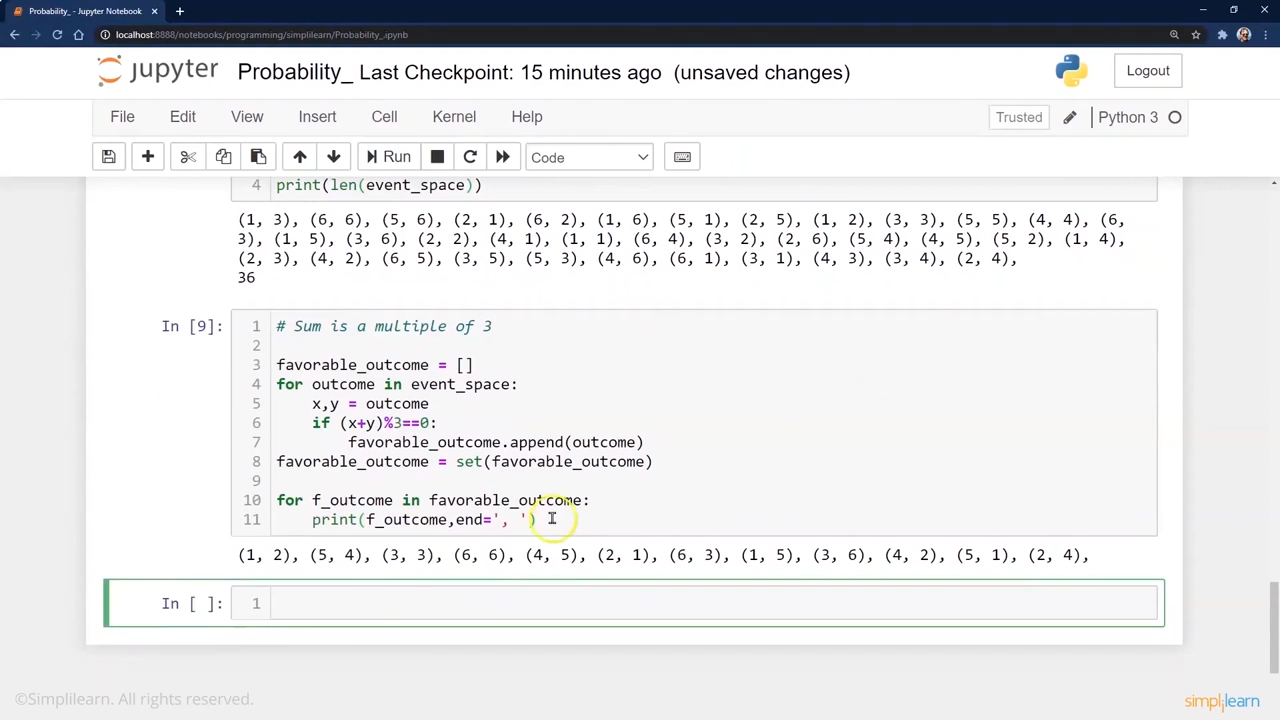 Probability_ - Jupyter Notebook
localhost:8888/notebooks/programming/simplilearn/Probability_.ipynb
jupyter Probability_ Last Checkpoint: 15 minutes ago (unsaved changes) Logout
File Edit View Insert Cell Kernel Help Trusted Python 3
Run Code
4 print(len(event_space))
(1, 3), (6, 6), (5, 6), (2, 1), (6, 2), (1, 6), (5, 1), (2, 5), (1, 2), (3, 3), (5, 5), (4, 4), (6,
3), (1, 5), (3, 6), (2, 2), (4, 1), (1, 1), (6, 4), (3, 2), (2, 6), (5, 4), (4, 5), (5, 2), (1, 4),
(2, 3), (4, 2), (6, 5), (3, 5), (5, 3), (4, 6), (6, 1), (3, 1), (4, 3), (3, 4), (2, 4),
36
In [9]: 1 # Sum is a multiple of 3
2
3 favorable_outcome = []
4 for outcome in event_space:
5 x,y = outcome
6 if (x+y)%3==0:
7 favorable_outcome.append(outcome)
8 favorable_outcome = set(favorable_outcome)
9
10 for f_outcome in favorable_outcome:
11 print(f_outcome,end=', ')
(1, 2), (5, 4), (3, 3), (6, 6), (4, 5), (2, 1), (6, 3), (1, 5), (3, 6), (4, 2), (5, 1), (2, 4),
In [ ]: 1
©Simplilearn. All rights reserved.
simplilearn